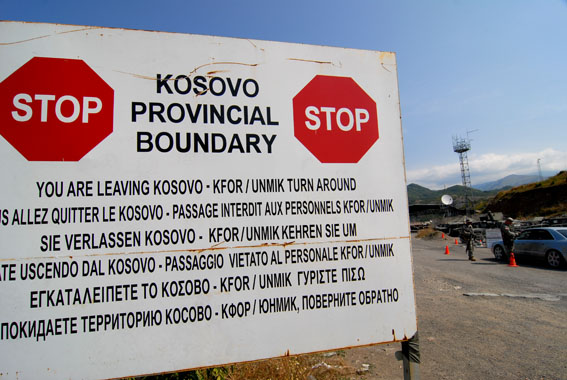 STOP
KOSOVO
PROVINCIAL
BOUNDARY
STOP
YOU ARE LEAVING KOSOVO - KFOR / UNMIK TURN AROUND
US ALLEZ QUITTER LE KOSOVO - PASSAGE INTERDIT AUX PERSONNELS KFOR / UNMIK
SIE VERLASSEN KOSOVO - KFOR / UNMIK KEHREN SIE UM
ATE USCENDO DAL KOSOVO - PASSAGGIO VIETATO AL PERSONALE KFOR / UNMIK
ΕΓΚΑΤΑΛΕΙΠΕΤΕ ΤΟ ΚΟCΟΒΟ - KFOR / UNMIK ΓΥΡΙΣΤΕ ΠΙΣΩ
ПОКИДАЕТЕ ТЕРРИТОРИЮ КОСОВО - КФОР / ЮНМИК, ПОВЕРНИТЕ ОБРАТНО